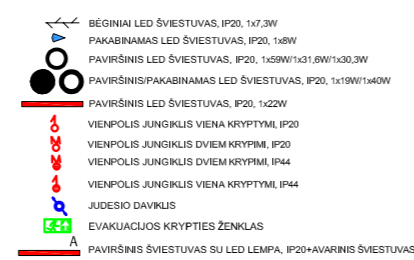 BĖGINIAI LED ŠVIESTUVAS, IP20, 1x7,3W
PAKABINAMAS LED ŠVIESTUVAS, IP20, 1x8W
PAVIRŠINIS LED ŠVIESTUVAS, IP20, 1x59W/1x31,6W/1x30,3W
PAVIRŠINIS/PAKABINAMAS LED ŠVIESTUVAS, IP20, 1x19W/1x40W
PAVIRŠINIS LED ŠVIESTUVAS, IP20, 1x22W
VIENPOLIS JUNGIKLIS VIENA KRYPTYMI, IP20
VIENPOLIS JUNGIKLIS DVIEM KRYPIMI, IP20
VIENPOLIS JUNGIKLIS DVIEM KRYPIMI, IP44
VIENPOLIS JUNGIKLIS VIENA KRYPTYMI, IP44
JUDESIO DAVIKLIS
EVAKUACIJOS KRYPTIES ŽENKLAS
A
PAVIRŠINIS ŠVIESTUVAS SU LED LEMPA, IP20+AVARINIS ŠVIESTUVAS